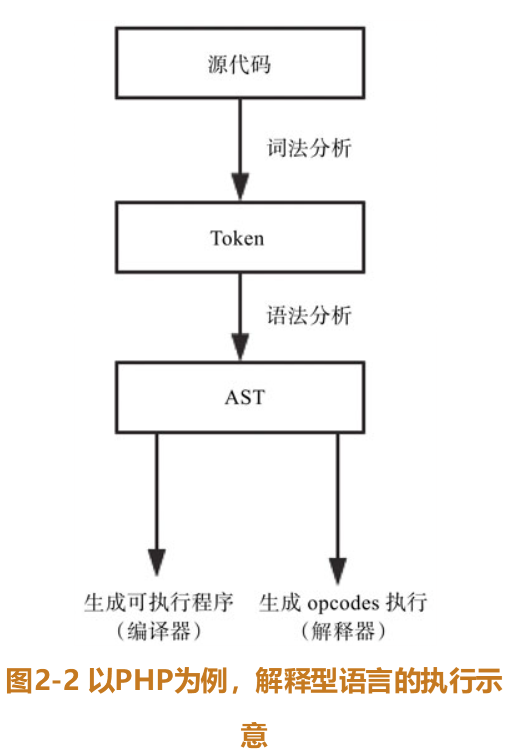 源代码
词法分析
Token
语法分析
AST
生成可执行程序
（编译器）
生成 opcodes 执行
（解释器）
图2-2 以PHP为例，解释型语言的执行示
意